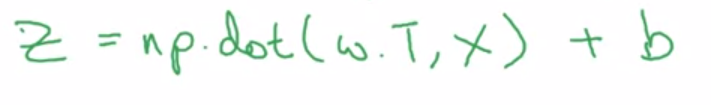 Z = np.dot(w.T, X) + b